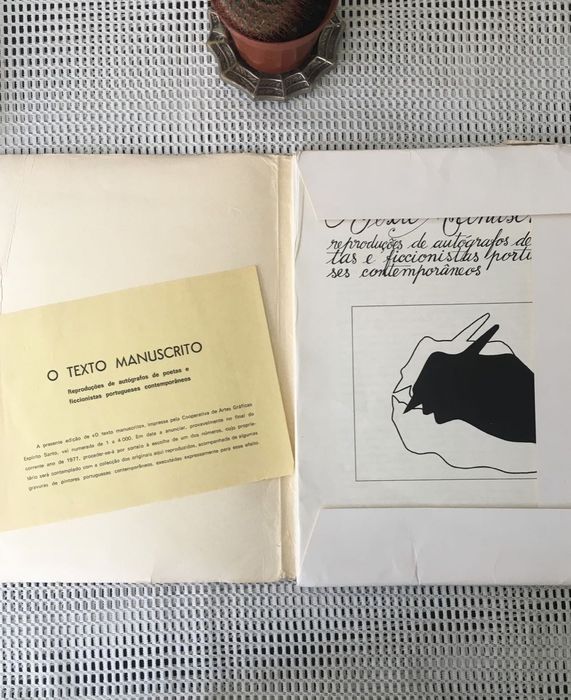 O TEXTO MANUSCRITO
Reproduções de autógrafos de poetas e
ficcionistas portugueses contemporâneos
A presente edição de «O texto manuscrito», impressa pela Cooperativa de Artes Gráficas
Espírito Santo, vai numerada de 1 a 4 000. Em data a anunciar, provavelmente no final do
corrente ano de 1977, proceder-se-á por sorteio à escolha de um dos números, cujo proprie-
tário será contemplado com a colecção dos originais aqui reproduzidos, acompanhada de algumas
gravuras de pintores portugueses contemporâneos, executadas expressamente para esse efeito.
reproduções de autógrafos de
tas e ficcionistas portu
ses contemporâneos